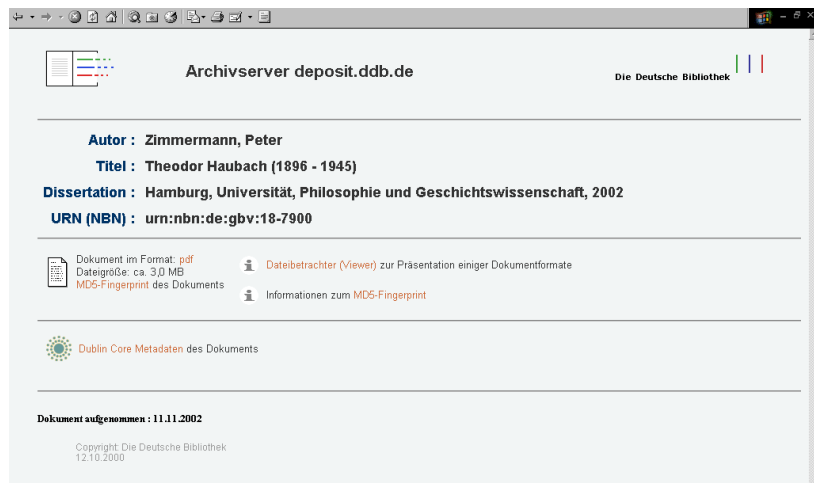 Archivserver deposit.ddb.de
Die Deutsche Bibliothek
Autor : Zimmermann, Peter
Titel : Theodor Haubach (1896 - 1945)
Dissertation : Hamburg, Universität, Philosophie und Geschichtswissenschaft, 2002
URN (NBN) : urn:nbn:de:gbv:18-7900
Dokument im Format: pdf
Dateigröße: ca. 3,0 MB
MD5-Fingerprint des Dokuments
Dateibetrachter (Viewer) zur Präsentation einiger Dokumentformate
Informationen zum MD5-Fingerprint
Dublin Core Metadaten des Dokuments
Dokument aufgenommen : 11.11.2002
Copyright: Die Deutsche Bibliothek
12.10.2000